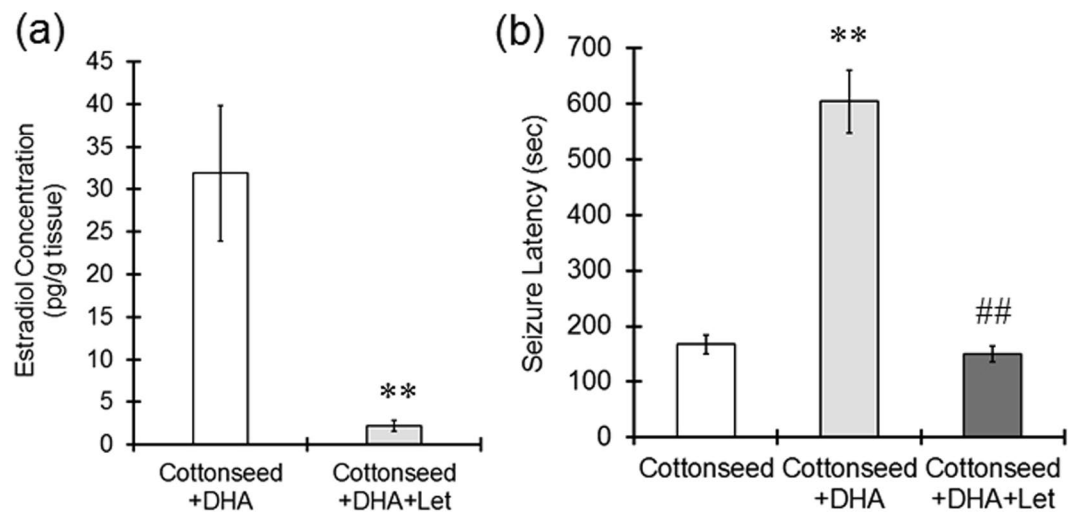 (a)
Estradiol Concentration
(pg/g tissue)
45
40
35
30
25
20
15
10
5
0
**
Cottonseed
+DHA
Cottonseed
+DHA+Let
(b)
Seizure Latency (sec)
700
600
500
400
300
200
100
0
**
##
Cottonseed
Cottonseed
+DHA
Cottonseed
+DHA+Let